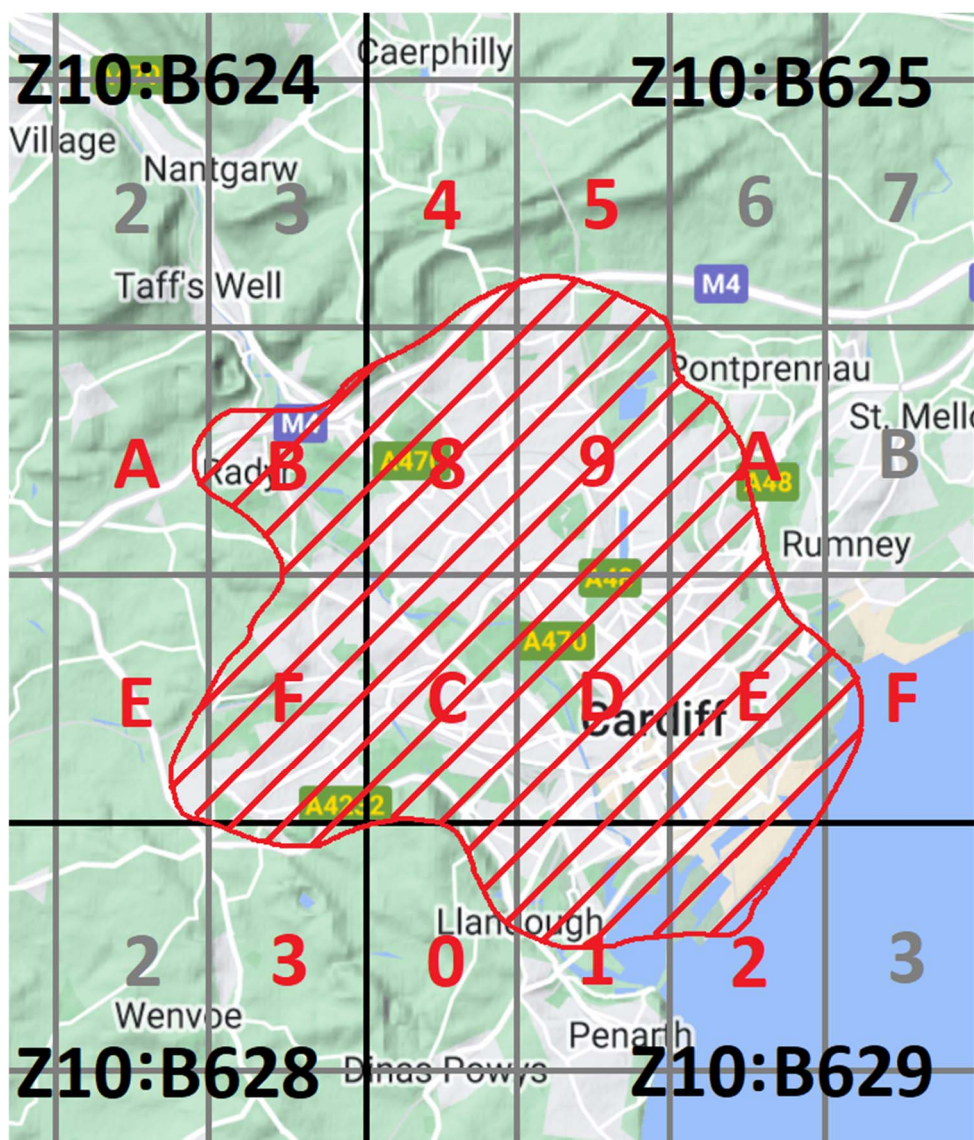 Caerphilly
Z10:B624
Z10:B625
Village
Nantgarw
2 3 4 5 6 7
Taff's Well
M4
Pontprennau
St. Mello
M4
A B 8 9 A B
Radyr
A470
A48
Rumney
A48
A470
E F C D E F
Cardiff
A4232
Llandough
2 3 0 1 2 3
Wenvoe
Penarth
Z10:B628
Dinas Powys
Z10:B629